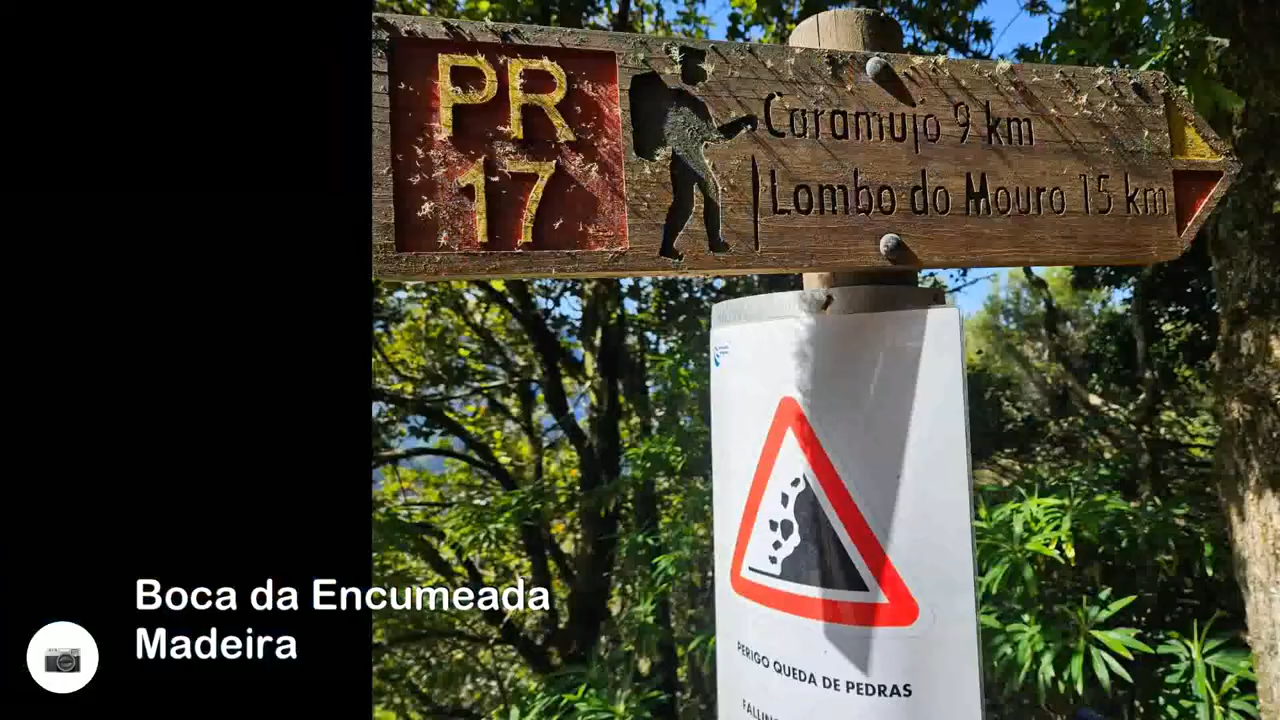 PR
17
Caramujo 9 km
Lombo do Mouro 15 km
PERIGO QUEDA DE PEDRAS
Boca da Encumeada
Madeira